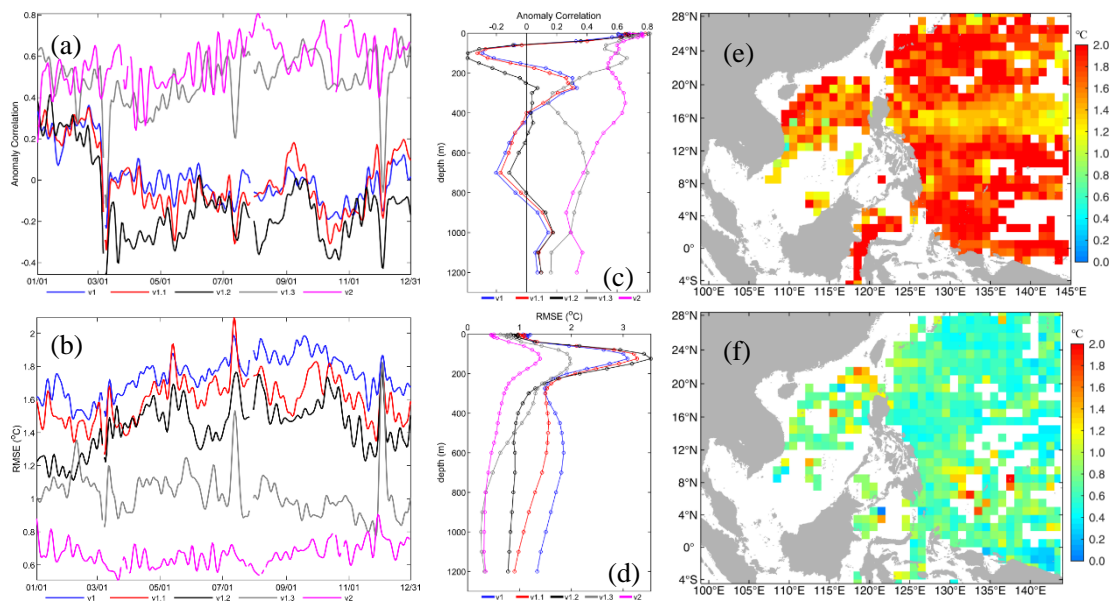 (a)
0.8
0.6
0.4
0.2
0
-0.2
-0.4
Anomaly Correlation
01/01 03/01 05/01 07/01 09/01 11/01 12/31
v1 v1.1 v1.2 v1.3 v2
(b)
2
1.8
1.6
1.4
1.2
1
0.8
0.6
RMSE (°C)
01/01 03/01 05/01 07/01 09/01 11/01 12/31
v1 v1.1 v1.2 v1.3 v2
Anomaly Correlation
-0.4 -0.2 0 0.2 0.4 0.6 0.8
0
200
400
600
800
1000
1200
depth (m)
(c)
v1 v1.1 v1.2 v1.3 v2
RMSE (°C)
0 1 2 3
0
200
400
600
800
1000
1200
depth (m)
(d)
v1 v1.1 v1.2 v1.3 v2
(e)
28°N
24°N
20°N
16°N
12°N
8°N
4°N
0°
4°S
100°E 105°E 110°E 115°E 120°E 125°E 130°E 135°E 140°E 145°E
°C
2.0
1.8
1.6
1.4
1.2
1.0
0.8
0.6
0.4
0.2
0.0
(f)
28°N
24°N
20°N
16°N
12°N
8°N
4°N
0°
4°S
100°E 105°E 110°E 115°E 120°E 125°E 130°E 135°E 140°E
°C
2.0
1.8
1.6
1.4
1.2
1.0
0.8
0.6
0.4
0.2
0.0